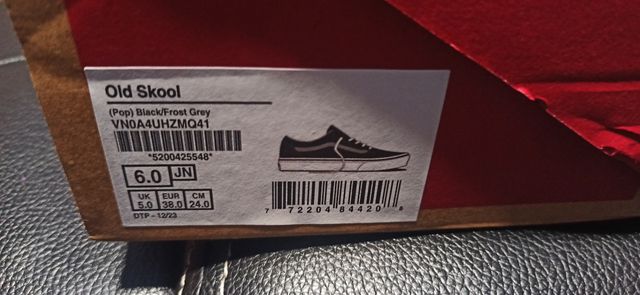 Old Skool
(Pop) Black/Frost Grey
VN0A4UHZMQ41
*5200425548*
6.0 JN
UK EUR CM
5.0 38.0 24.0
DTP - 12/23
7 72204 84420 8